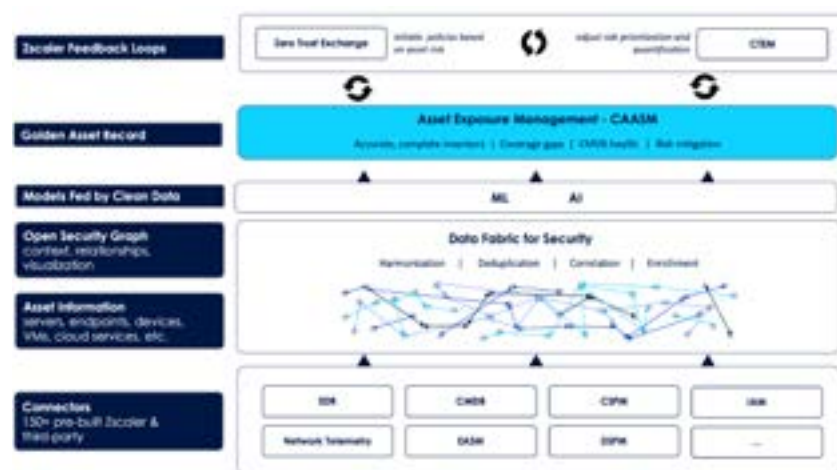 Zscaler Feedback Loops
Zero Trust Exchange
initiate policies based
on asset risk
adjust risk prioritization and
quantification
CTEM
Golden Asset Record
Asset Exposure Management - CAASM
Accurate, complete inventory | Coverage gaps | CMDB health | Risk mitigation
Models Fed by Clean Data
ML AI
Open Security Graph
context, relationships,
visualization
Data Fabric for Security
Harmonization | Deduplication | Correlation | Enrichment
Asset Information
servers, endpoints, devices,
VMs, cloud services, etc.
Connectors
150+ pre-built Zscaler &
third-party
EDR CMDB CSPM
Network Telemetry EASM DSPM ...